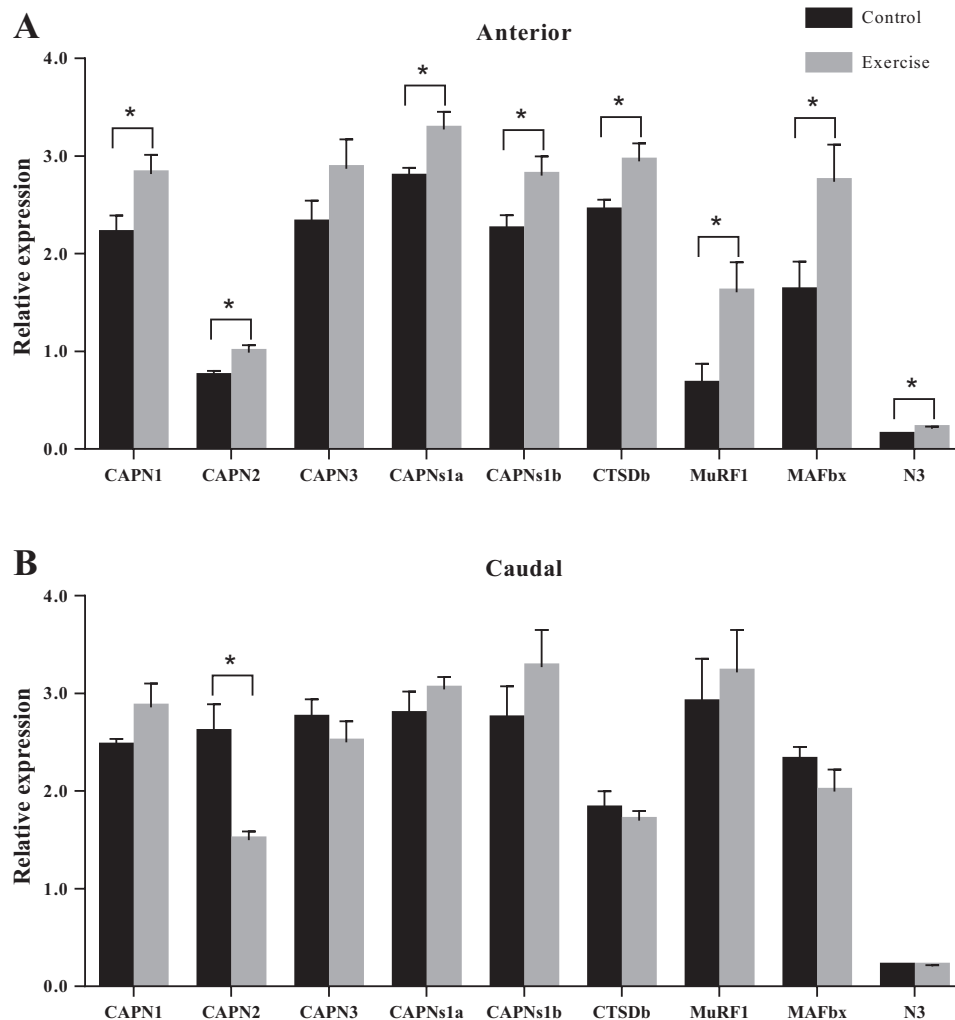 A
Anterior
Control
Exercise
Relative expression
4.0
3.0
2.0
1.0
0.0
*
*
*
*
*
*
*
*
CAPN1 CAPN2 CAPN3 CAPNs1a CAPNs1b CTSDb MuRF1 MAFbx N3
B
Caudal
Relative expression
4.0
3.0
2.0
1.0
0.0
*
CAPN1 CAPN2 CAPN3 CAPNs1a CAPNs1b CTSDb MuRF1 MAFbx N3